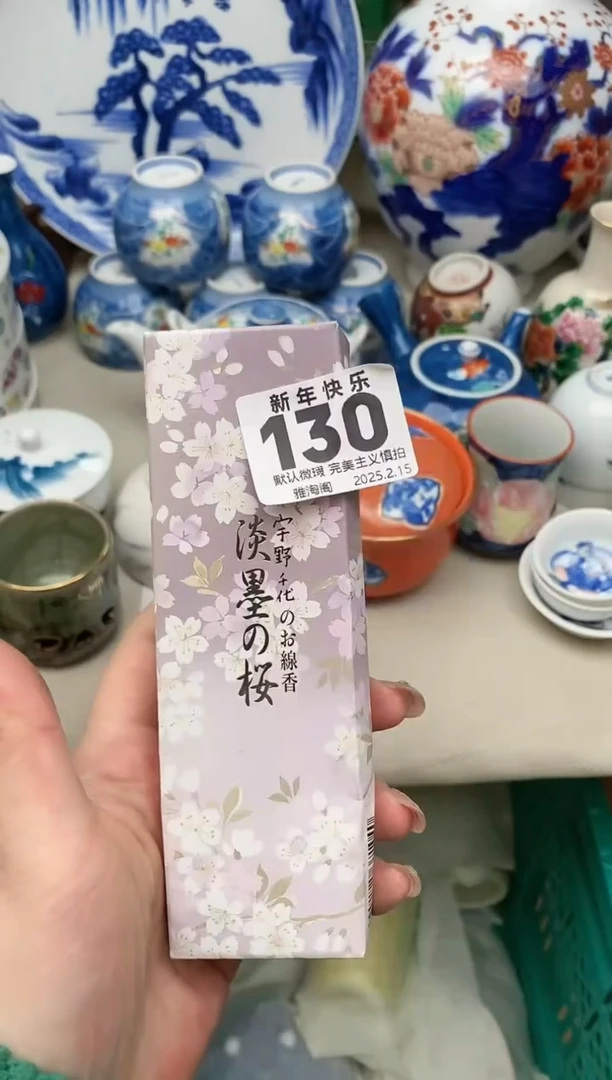 新年快乐
130
默认微瑕 完美主义慎拍
雅淘阁 2025.2.15
宇野千代のお線香
淡墨の桜